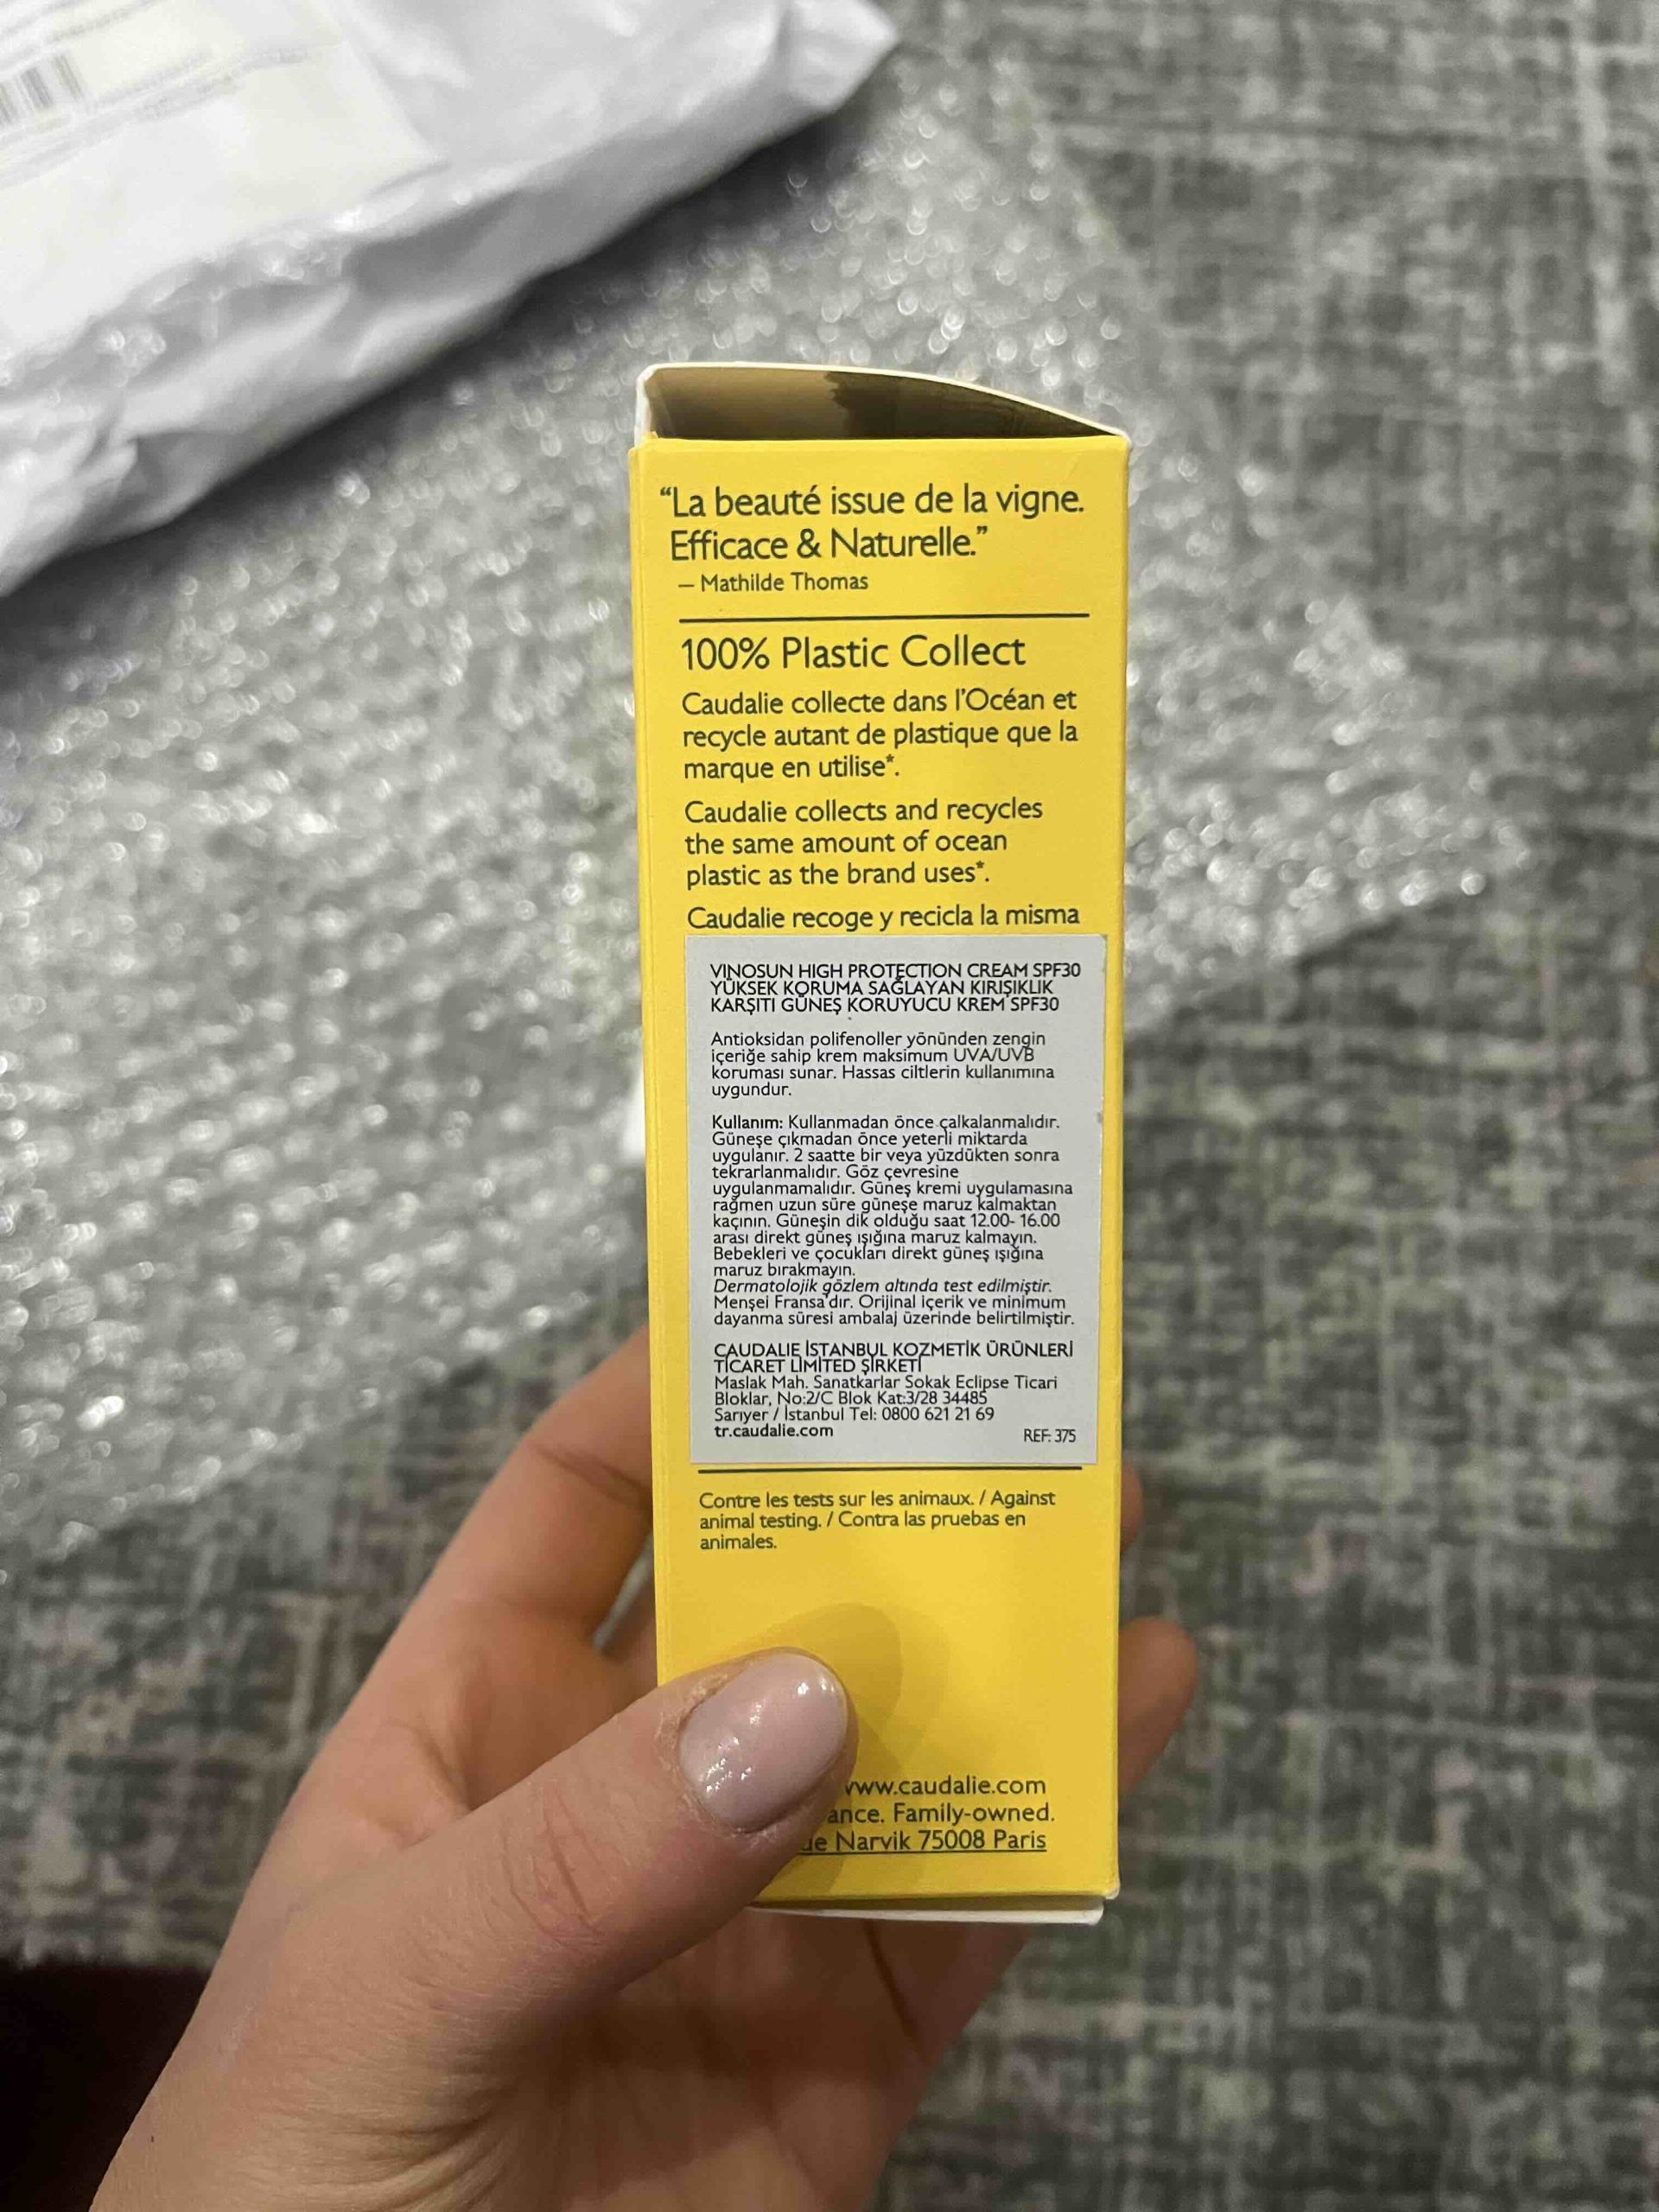 “La beauté issue de la vigne.
Efficace & Naturelle.”
— Mathilde Thomas
100% Plastic Collect
Caudalie collecte dans l’Océan et
recycle autant de plastique que la
marque en utilise*.
Caudalie collects and recycles
the same amount of ocean
plastic as the brand uses*.
Caudalie recoge y recicla la misma
VINOSUN HIGH PROTECTION CREAM SPF30
YÜKSEK KORUMA SAĞLAYAN KIRIŞIKLIK
KARŞITI GÜNEŞ KORUYUCU KREM SPF30
Antioksidan polifenoller yönünden zengin
içeriğe sahip krem maksimum UVA/UVB
koruması sunar. Hassas ciltlerin kullanımına
uygundur.
Kullanım: Kullanmadan önce çalkalanmalıdır.
Güneşe çıkmadan önce yeterli miktarda
uygulanır. 2 saatte bir veya yüzdükten sonra
tekrarlanmalıdır. Göz çevresine
uygulanmamalıdır. Güneş kremi uygulamasına
rağmen uzun süre güneşe maruz kalmaktan
kaçının. Güneşin dik olduğu saat 12.00- 16.00
arası direkt güneş ışığına maruz kalmayın.
Bebekleri ve çocukları direkt güneş ışığına
maruz bırakmayın.
Dermatolojik gözlem altında test edilmiştir.
Menşei Fransa'dır. Orijinal içerik ve minimum
dayanma süresi ambalaj üzerinde belirtilmiştir.
CAUDALIE İSTANBUL KOZMETİK ÜRÜNLERİ
TİCARET LİMİTED ŞİRKETİ
Maslak Mah. Sanatkarlar Sokak Eclipse Ticari
Bloklar, No:2/C Blok Kat:3/28 34485
Sarıyer / İstanbul Tel: 0800 621 21 69
tr.caudalie.com REF: 375
Contre les tests sur les animaux. / Against
animal testing. / Contra las pruebas en
animales.
www.caudalie.com
Family-owned.
Narvik 75008 Paris